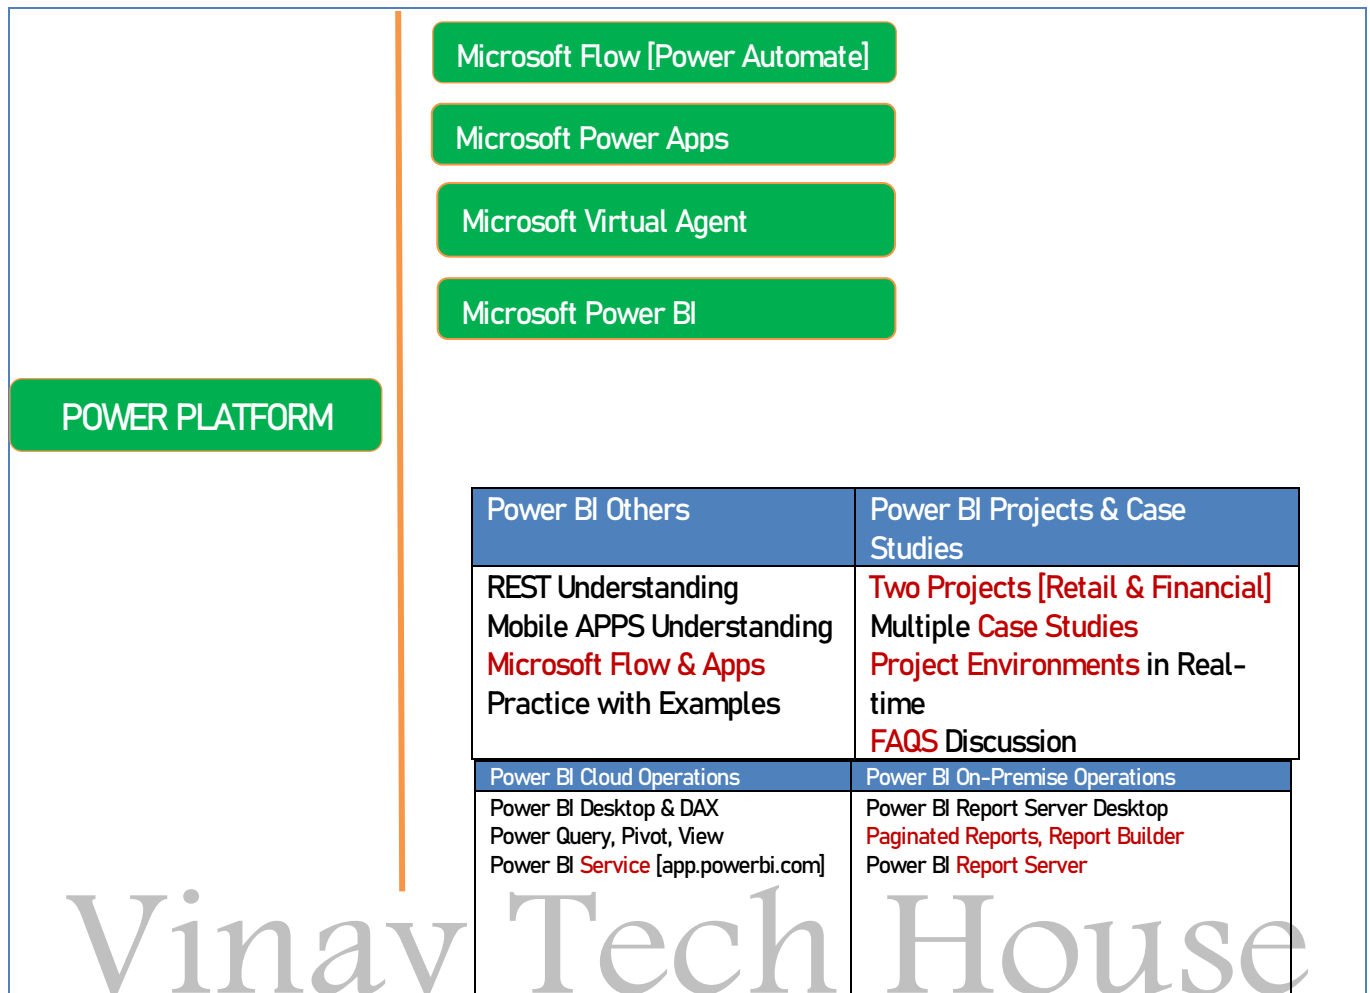 Microsoft Flow [Power Automate]
Microsoft Power Apps
Microsoft Virtual Agent
Microsoft Power BI
POWER PLATFORM
Power BI Others
REST Understanding
Mobile APPS Understanding
Microsoft Flow & Apps
Practice with Examples
Power BI Projects & Case
Studies
Two Projects [Retail & Financial]
Multiple Case Studies
Project Environments in Real-
time
FAQS Discussion
Power BI Cloud Operations
Power BI Desktop & DAX
Power Query, Pivot, View
Power BI Service [app.powerbi.com]
Power BI On-Premise Operations
Power BI Report Server Desktop
Paginated Reports, Report Builder
Power BI Report Server
Vinav Tech House